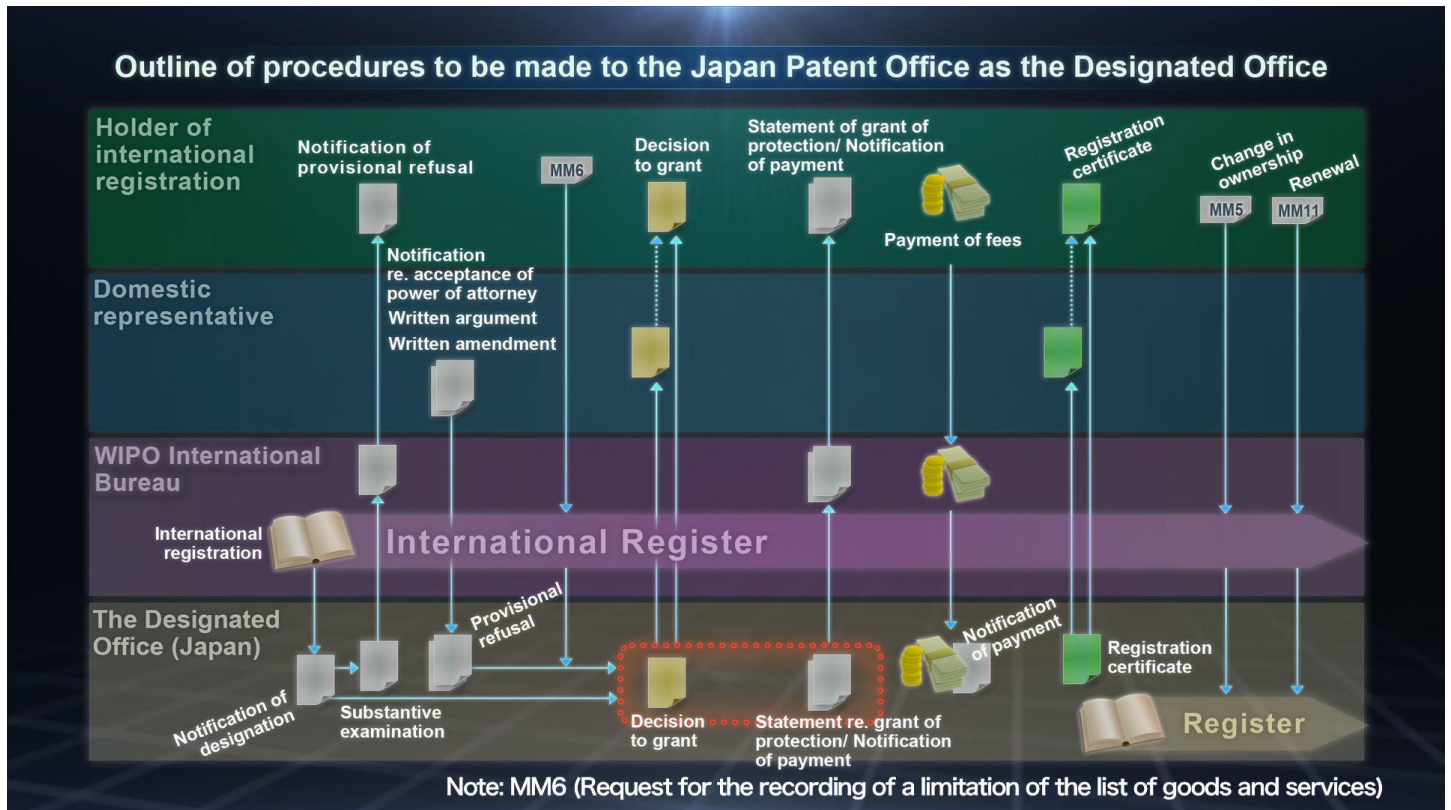 Outline of procedures to be made to the Japan Patent Office as the Designated Office
Holder of
international
registration
Notification of
provisional refusal
MM6
Decision
to grant
Statement of grant of
protection/ Notification
of payment
Payment of fees
Registration
certificate
Change in
ownership
MM5
Renewal
MM11
Domestic
representative
Notification
re. acceptance of
power of attorney
Written argument
Written amendment
WIPO International
Bureau
International
registration
International Register
The Designated
Office (Japan)
Notification of
designation
Substantive
examination
Provisional
refusal
Decision
to grant
Statement re. grant of
protection/ Notification
of payment
Notification
of payment
Registration
certificate
Register
Note: MM6 (Request for the recording of a limitation of the list of goods and services)